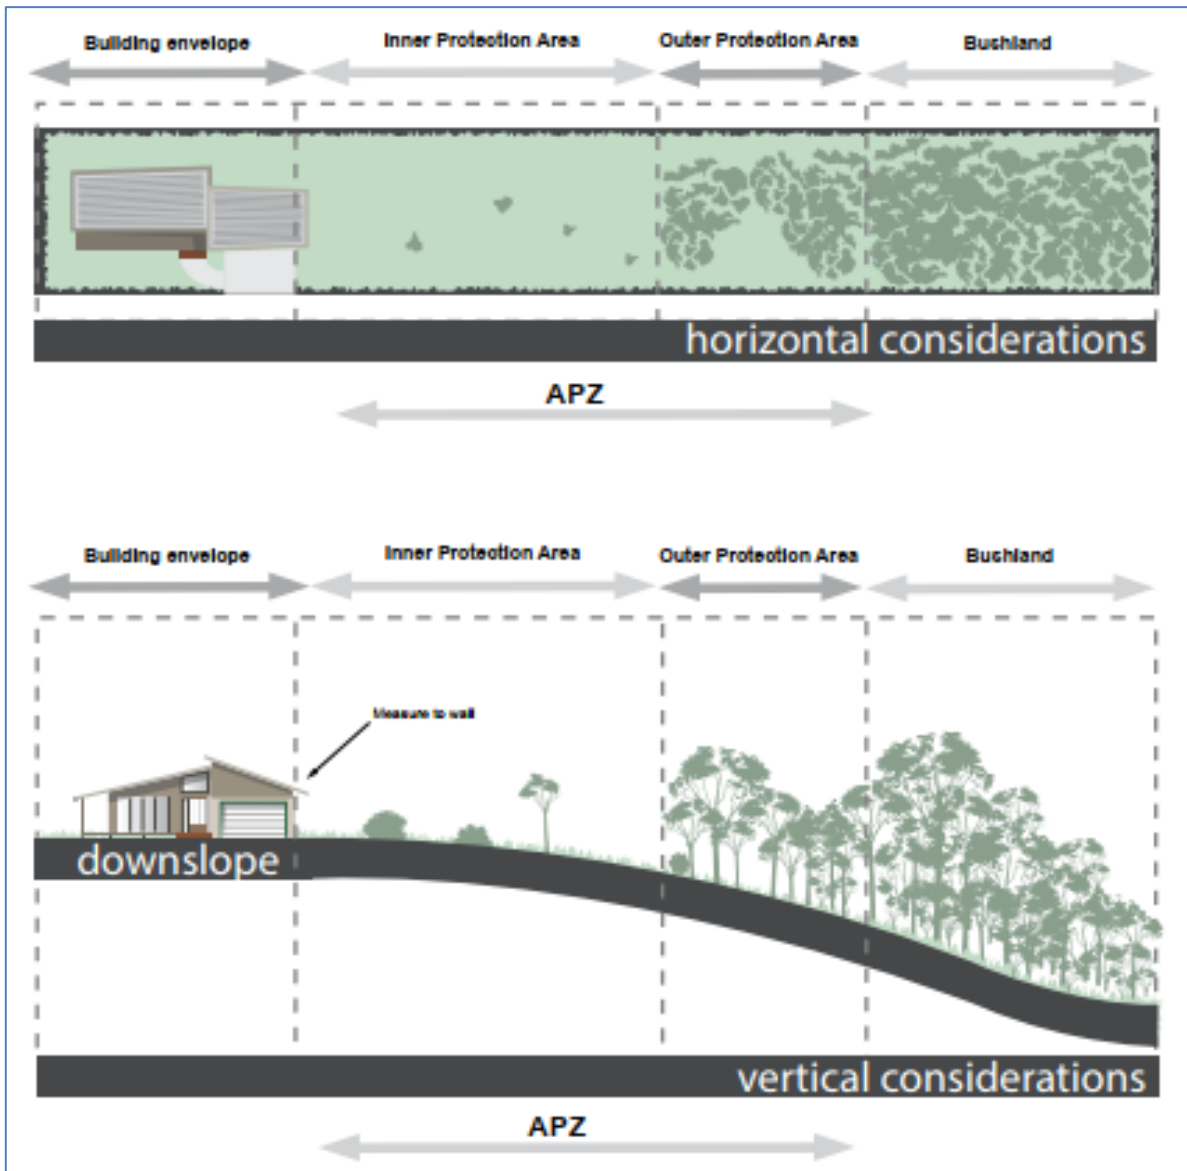 Building envelope
Inner Protection Area
Outer Protection Area
Bushland
horizontal considerations
APZ
Building envelope
Inner Protection Area
Outer Protection Area
Bushland
Measure to wall
downslope
vertical considerations
APZ